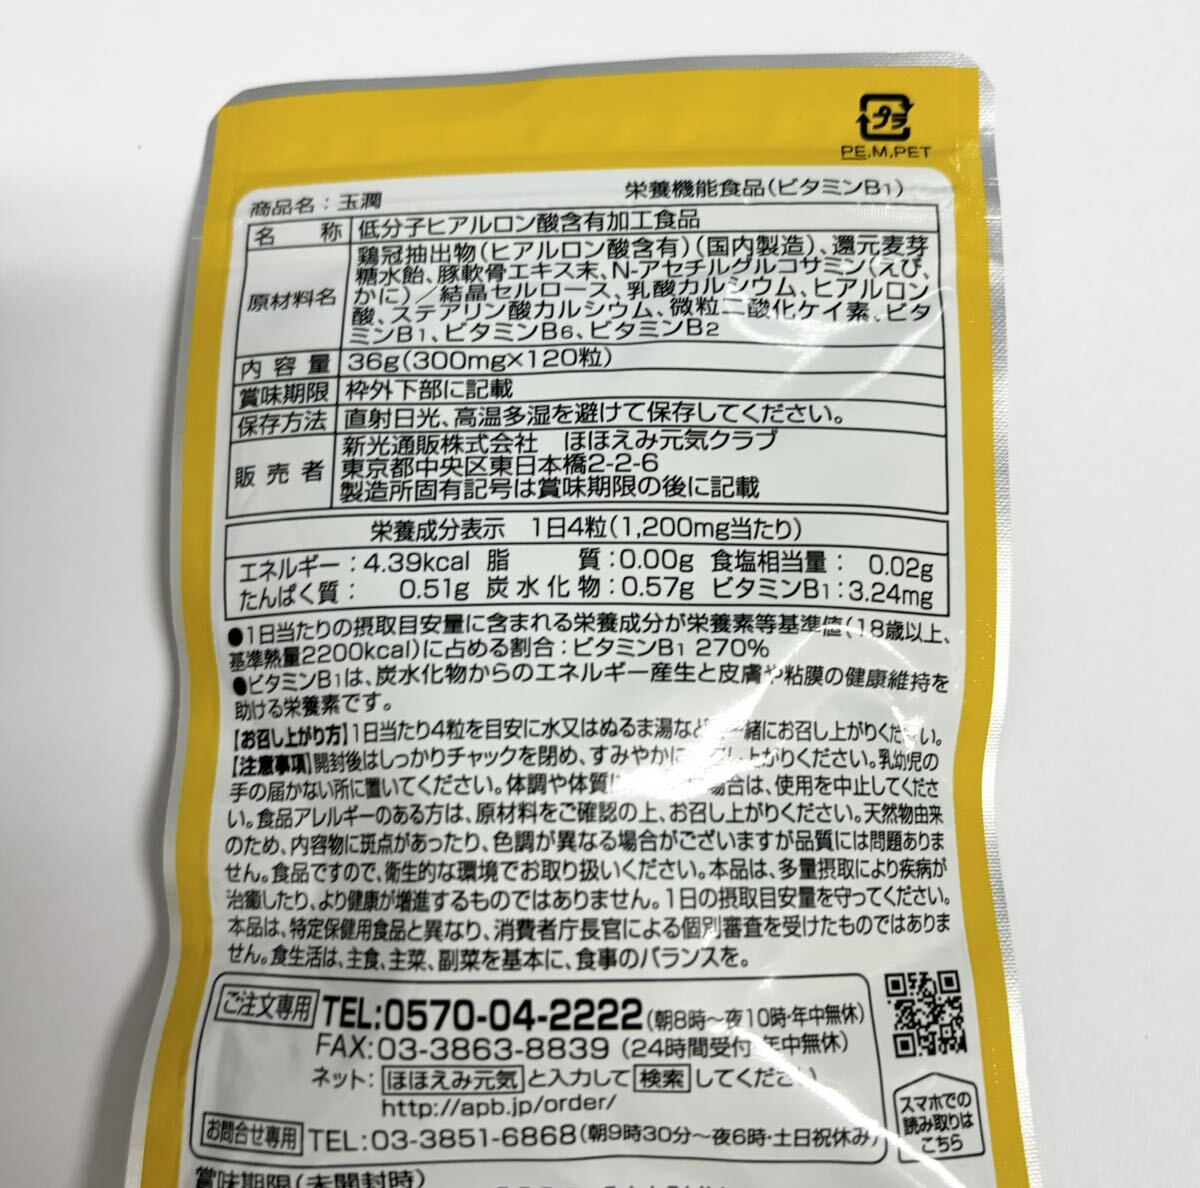 プラ
PE,M,PET
商品名:玉潤 栄養機能食品(ビタミンB1)
名 称 低分子ヒアルロン酸含有加工食品
原材料名 鶏冠抽出物(ヒアルロン酸含有)(国内製造)、還元麦芽
糖水飴、豚軟骨エキス末、N-アセチルグルコサミン(えび、
かに)/結晶セルロース、乳酸カルシウム、ヒアルロン
酸、ステアリン酸カルシウム、微粒二酸化ケイ素、ビタ
ミンB1、ビタミンB6、ビタミンB2
内容量 36g(300mg×120粒)
賞味期限 枠外下部に記載
保存方法 直射日光、高温多湿を避けて保存してください。
販売者 新光通販株式会社 ほほえみ元気クラブ
東京都中央区東日本橋2-2-6
製造所固有記号は賞味期限の後に記載
栄養成分表示 1日4粒(1,200mg当たり)
エネルギー:4.39kcal 脂 質:0.00g 食塩相当量: 0.02g
たんぱく質: 0.51g 炭水化物:0.57g ビタミンB1:3.24mg
●1日当たりの摂取目安量に含まれる栄養成分が栄養素等基準値(18歳以上、
基準熱量2200kcal)に占める割合:ビタミンB1 270%
●ビタミンB1は、炭水化物からのエネルギー産生と皮膚や粘膜の健康維持を
助ける栄養素です。
【お召し上がり方】1日当たり4粒を目安に水又はぬるま湯など 一緒にお召し上がりください。
【注意事項】開封後はしっかりチャックを閉め、すみやかに し上がりください。乳幼児の
手の届かない所に置いてください。体調や体質に 場合は、使用を中止してくださ
い。食品アレルギーのある方は、原材料をご確認の上、お召し上がりください。天然物由来
のため、内容物に斑点があったり、色調が異なる場合がございますが品質には問題ありま
せん。食品ですので、衛生的な環境でお取り扱いください。本品は、多量摂取により疾病が
治癒したり、より健康が増進するものではありません。1日の摂取目安量を守ってください。
本品は、特定保健用食品と異なり、消費者庁長官による個別審査を受けたものではありま
せん。食生活は、主食、主菜、副菜を基本に、食事のバランスを。
ご注文専用 TEL:0570-04-2222(朝8時〜夜10時・年中無休)
FAX:03-3863-8839 (24時間受付・年中無休)
ネット:ほほえみ元気と入力して検索してください
http://apb.jp/order/
お問合せ専用 TEL:03-3851-6868(朝9時30分〜夜6時・土日祝休み)
スマホでの
読み取りは
こちら
賞味期限(未開封時)